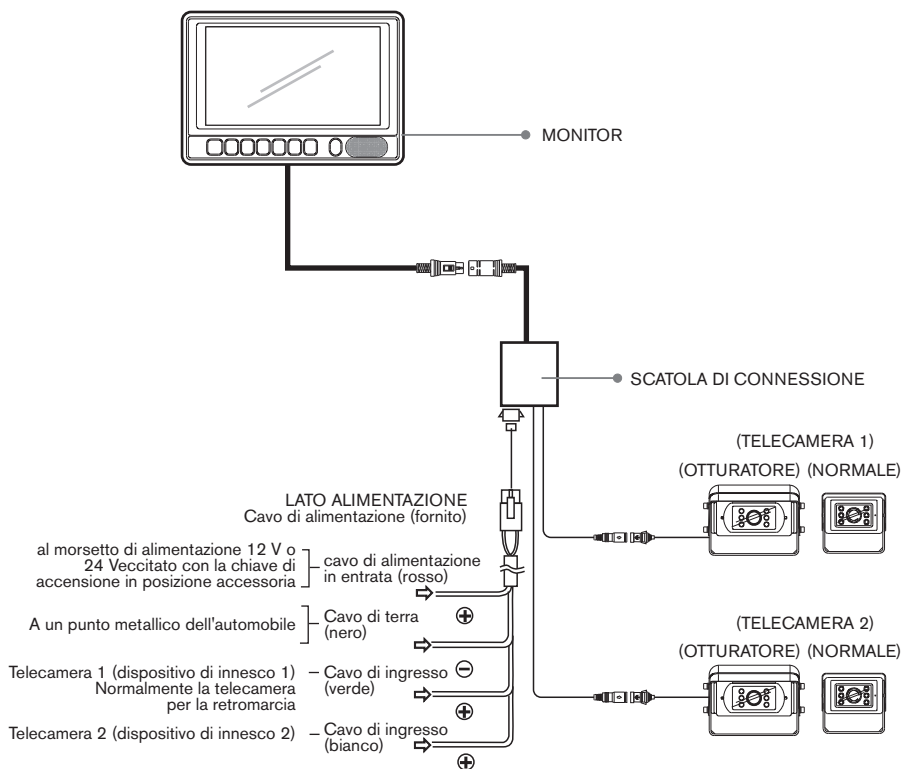 MONITOR
SCATOLA DI CONNESSIONE
(TELECAMERA 1)
(OTTURATORE) (NORMALE)
LATO ALIMENTAZIONE
Cavo di alimentazione (fornito)
al morsetto di alimentazione 12 V o
24 Veccitato con la chiave di
accensione in posizione accessoria
cavo di alimentazione
in entrata (rosso)
A un punto metallico dell'automobile
Cavo di terra
(nero)
(TELECAMERA 2)
(OTTURATORE) (NORMALE)
Telecamera 1 (dispositivo di innesco 1)
Normalmente la telecamera
per la retromarcia
– Cavo di ingresso
(verde)
Telecamera 2 (dispositivo di innesco 2)
– Cavo di ingresso
(bianco)